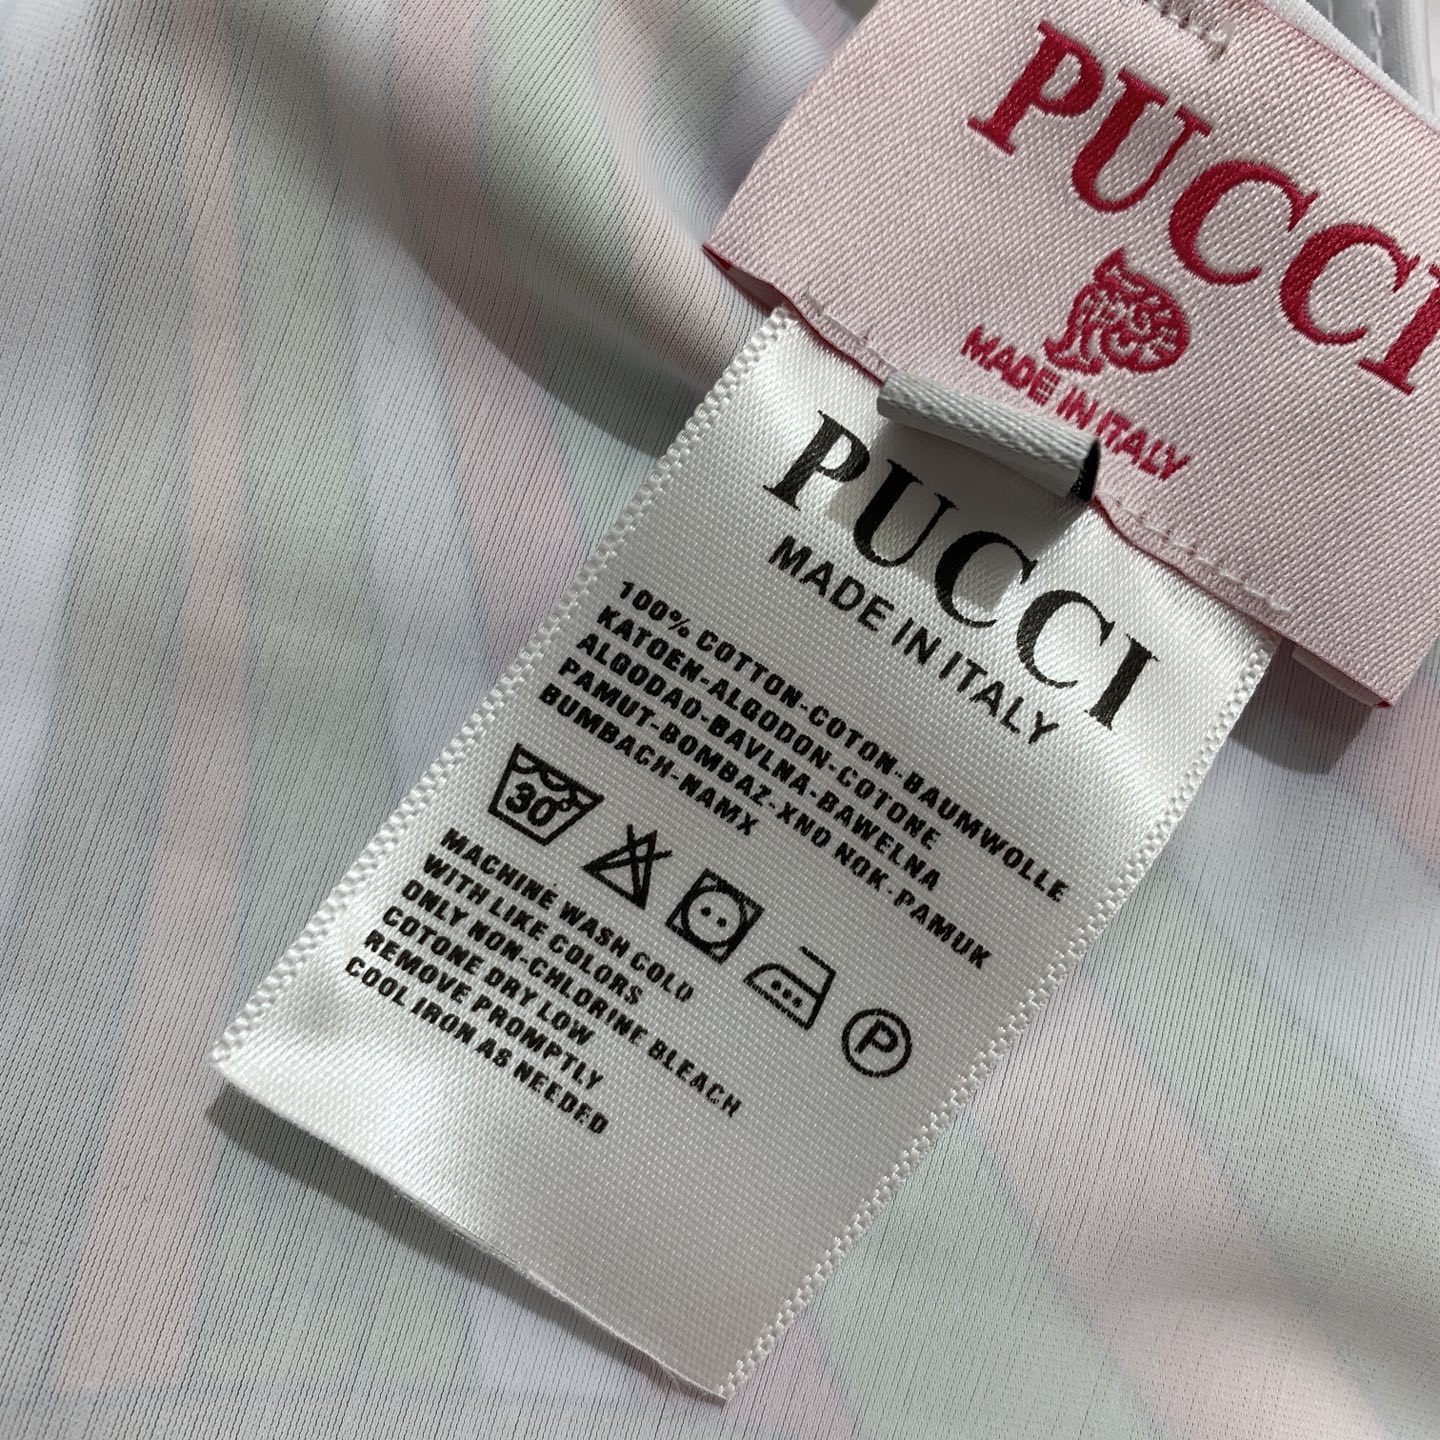 PUCCI
MADE IN ITALY
PUCCI
MADE IN ITALY
100% COTTON-COTON-BAUMWOLLE
KATOEN-ALGODON-COTONE
ALGODAO-BAVLNA-BAWELNA
PAMUT-BOMBAZ-XNO NOK-PAMUK
BUMBACH-NAMX
30°
P
MACHINE WASH COLD
WITH LIKE COLORS
ONLY NON-CHLORINE BLEACH
COTONE DRY LOW
REMOVE PROMPTLY
COOL IRON AS NEEDED